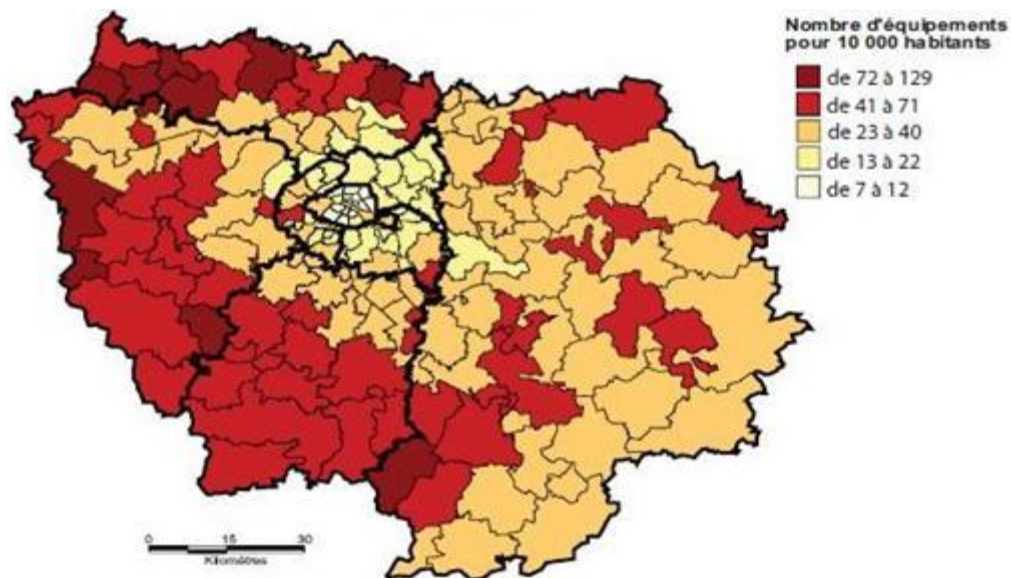 Nombre d'équipements
pour 10 000 habitants
de 72 à 129
de 41 à 71
de 23 à 40
de 13 à 22
de 7 à 12
0 15 30
Kilomètres